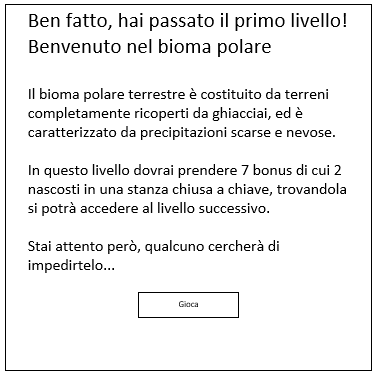 Ben fatto, hai passato il primo livello!
Benvenuto nel bioma polare
Il bioma polare terrestre è costituito da terreni
completamente ricoperti da ghiacciai, ed è
caratterizzato da precipitazioni scarse e nevose.
In questo livello dovrai prendere 7 bonus di cui 2
nascosti in una stanza chiusa a chiave, trovandola
si potrà accedere al livello successivo.
Stai attento però, qualcuno cercherà di
impedirtelo...
Gioca